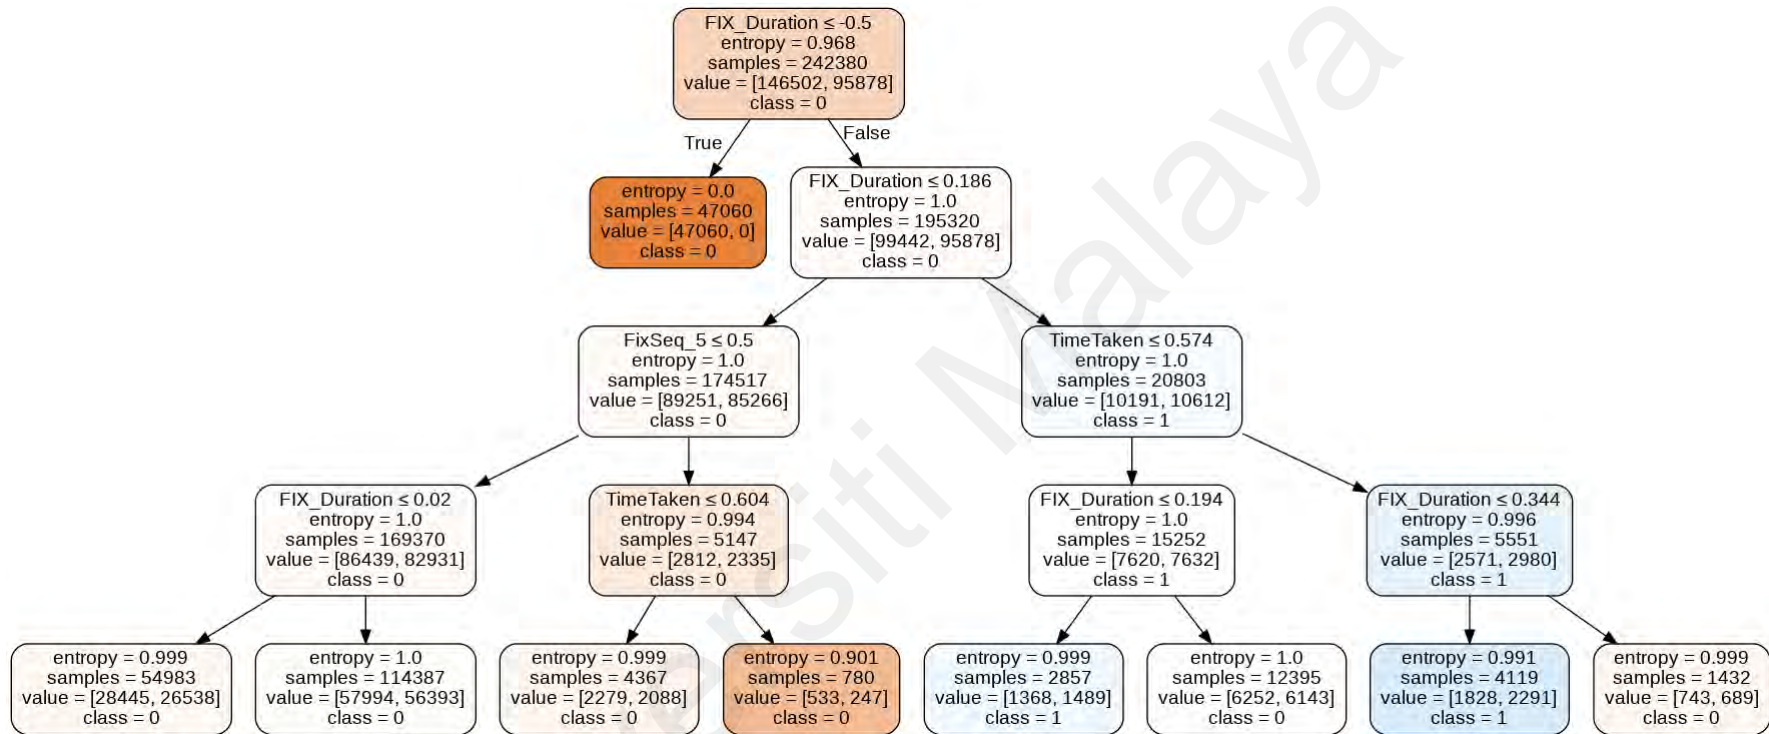 FIX_Duration ≤ -0.5
entropy = 0.968
samples = 242380
value = [146502, 95878]
class = 0
True
False
entropy = 0.0
samples = 47060
value = [47060, 0]
class = 0
FIX_Duration ≤ 0.186
entropy = 1.0
samples = 195320
value = [99442, 95878]
class = 0
FixSeq_5 ≤ 0.5
entropy = 1.0
samples = 174517
value = [89251, 85266]
class = 0
TimeTaken ≤ 0.574
entropy = 1.0
samples = 20803
value = [10191, 10612]
class = 1
FIX_Duration ≤ 0.02
entropy = 1.0
samples = 169370
value = [86439, 82931]
class = 0
TimeTaken ≤ 0.604
entropy = 0.994
samples = 5147
value = [2812, 2335]
class = 0
FIX_Duration ≤ 0.194
entropy = 1.0
samples = 15252
value = [7620, 7632]
class = 1
FIX_Duration ≤ 0.344
entropy = 0.996
samples = 5551
value = [2571, 2980]
class = 1
entropy = 0.999
samples = 54983
value = [28445, 26538]
class = 0
entropy = 1.0
samples = 114387
value = [57994, 56393]
class = 0
entropy = 0.999
samples = 4367
value = [2279, 2088]
class = 0
entropy = 0.901
samples = 780
value = [533, 247]
class = 0
entropy = 0.999
samples = 2857
value = [1368, 1489]
class = 1
entropy = 1.0
samples = 12395
value = [6252, 6143]
class = 0
entropy = 0.991
samples = 4119
value = [1828, 2291]
class = 1
entropy = 0.999
samples = 1432
value = [743, 689]
class = 0
ersiti Malaya